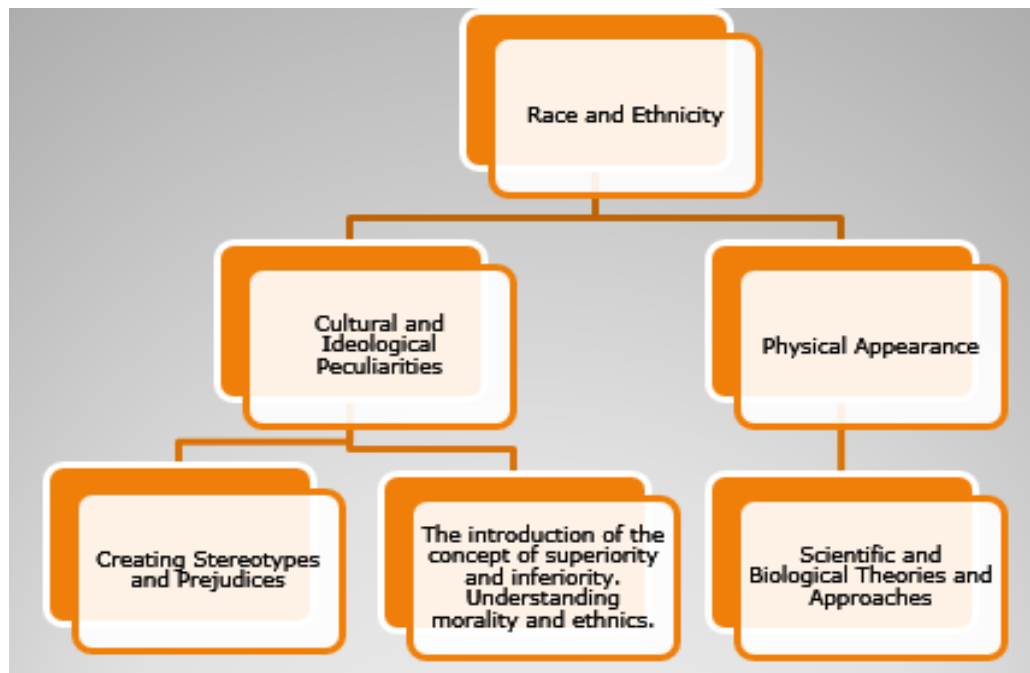 Race and Ethnicity
Cultural and
Ideological
Peculiarities
Physical Appearance
Creating Stereotypes
and Prejudices
The introduction of the
concept of superiority
and inferiority.
Understanding
morality and ethnics.
Scientific and
Biological Theories and
Approaches